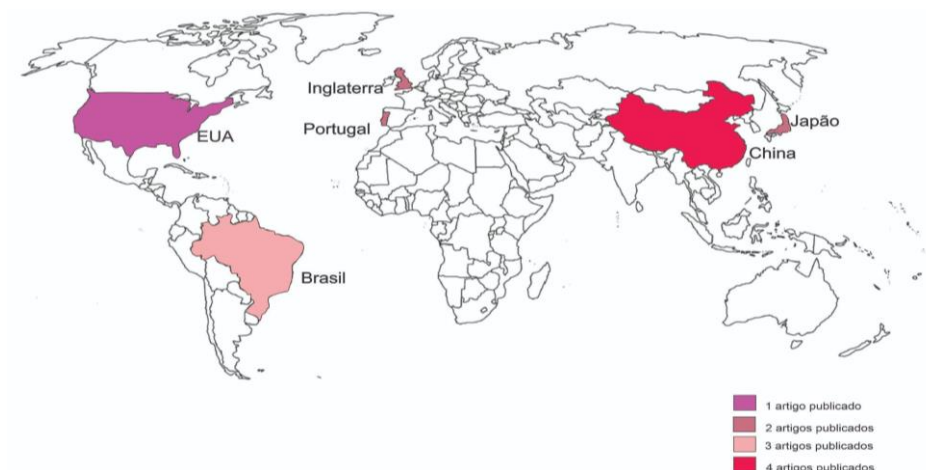 Inglaterra
Portugal
EUA
Japão
China
Brasil
1 artigo publicado
2 artigos publicados
3 artigos publicados
4 artigos publicados